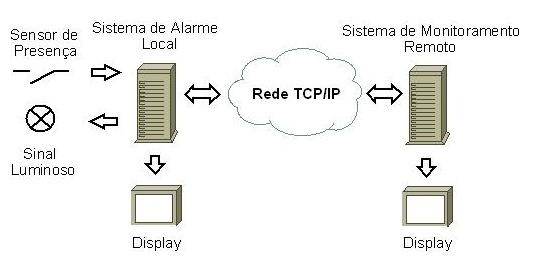 Sensor de
Presença
Sistema de Alarme
Local
Sistema de Monitoramento
Remoto
Rede TCP/IP
Sinal
Luminoso
Display
Display